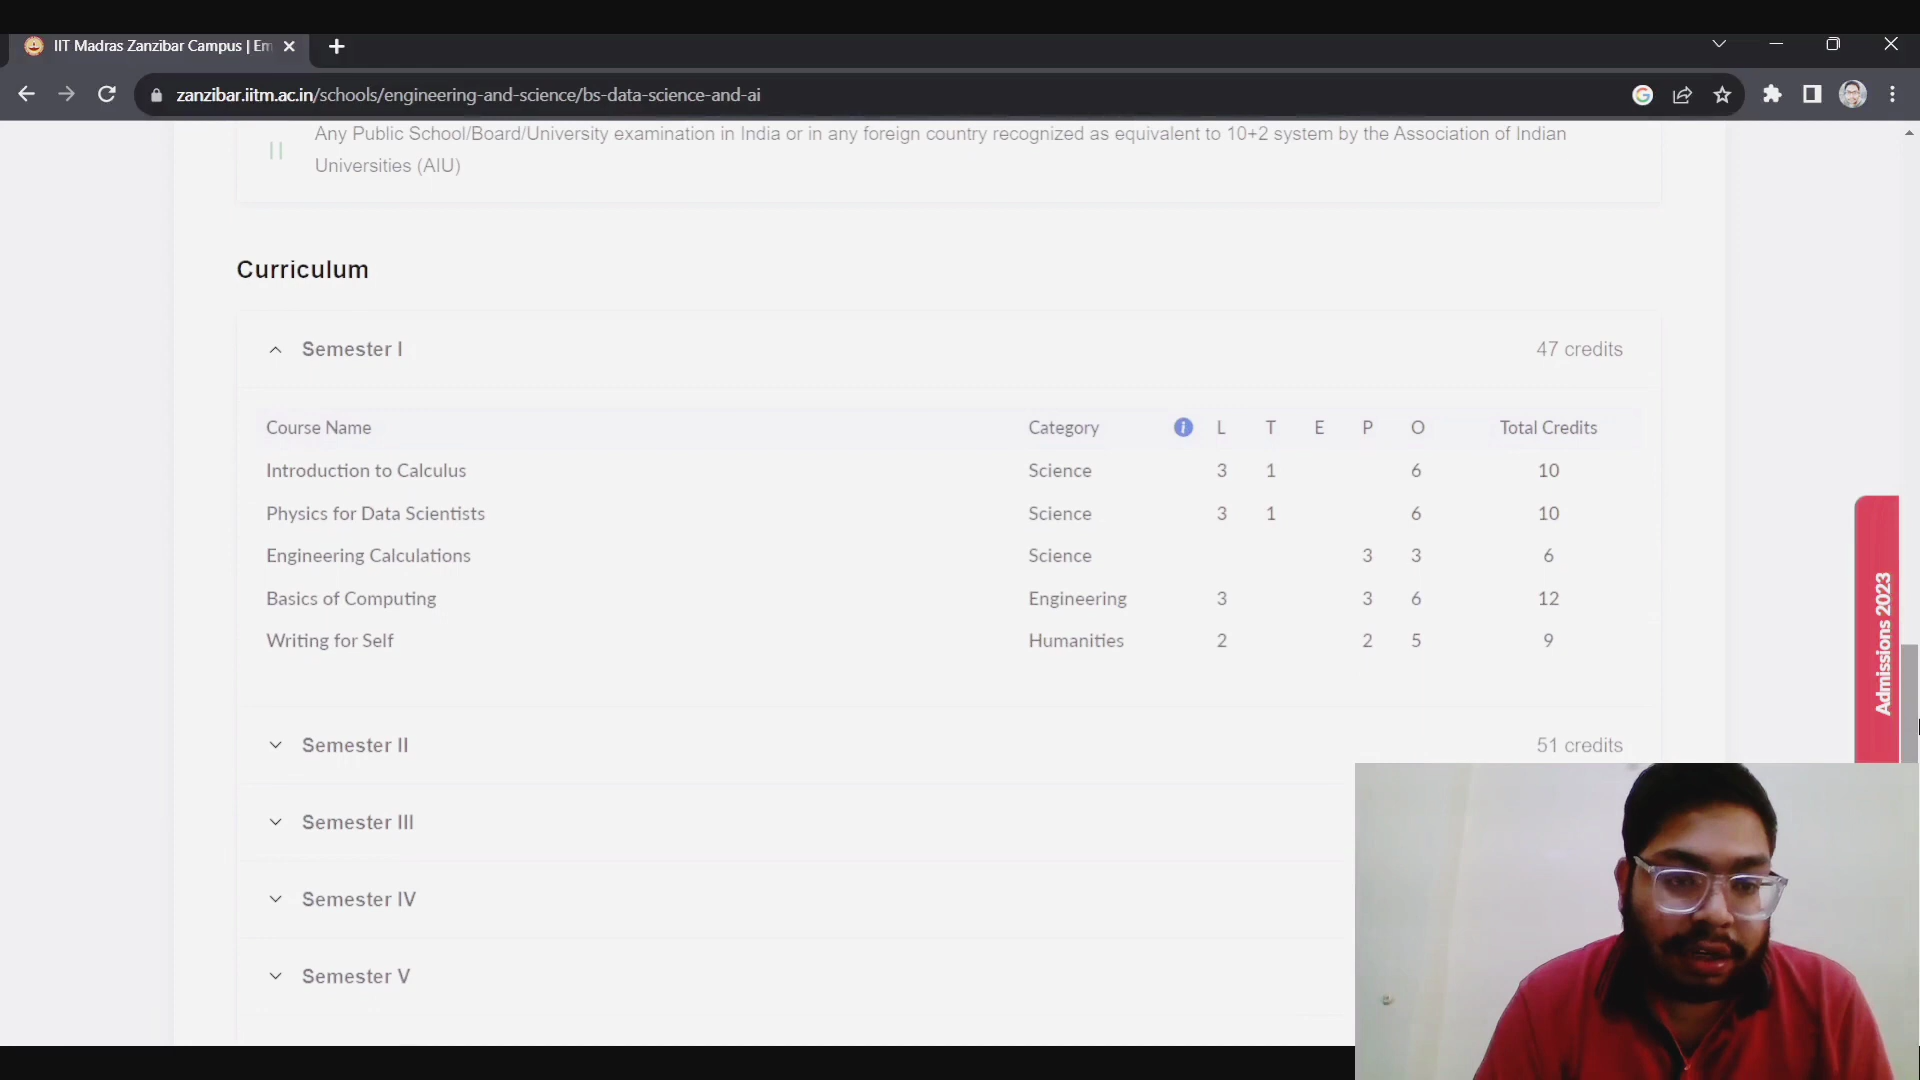 IIT Madras Zanzibar Campus | Em
zanzibar.iitm.ac.in/schools/engineering-and-science/bs-data-science-and-ai
Any Public School/Board/University examination in India or in any foreign country recognized as equivalent to 10+2 system by the Association of Indian
Universities (AIU)
Curriculum
Semester I 47 credits
Course Name Category i L T E P O Total Credits
Introduction to Calculus Science 3 1 6 10
Physics for Data Scientists Science 3 1 6 10
Engineering Calculations Science 3 3 6
Basics of Computing Engineering 3 3 6 12
Writing for Self Humanities 2 2 5 9
Semester II 51 credits
Semester III
Semester IV
Semester V
Admissions 2023